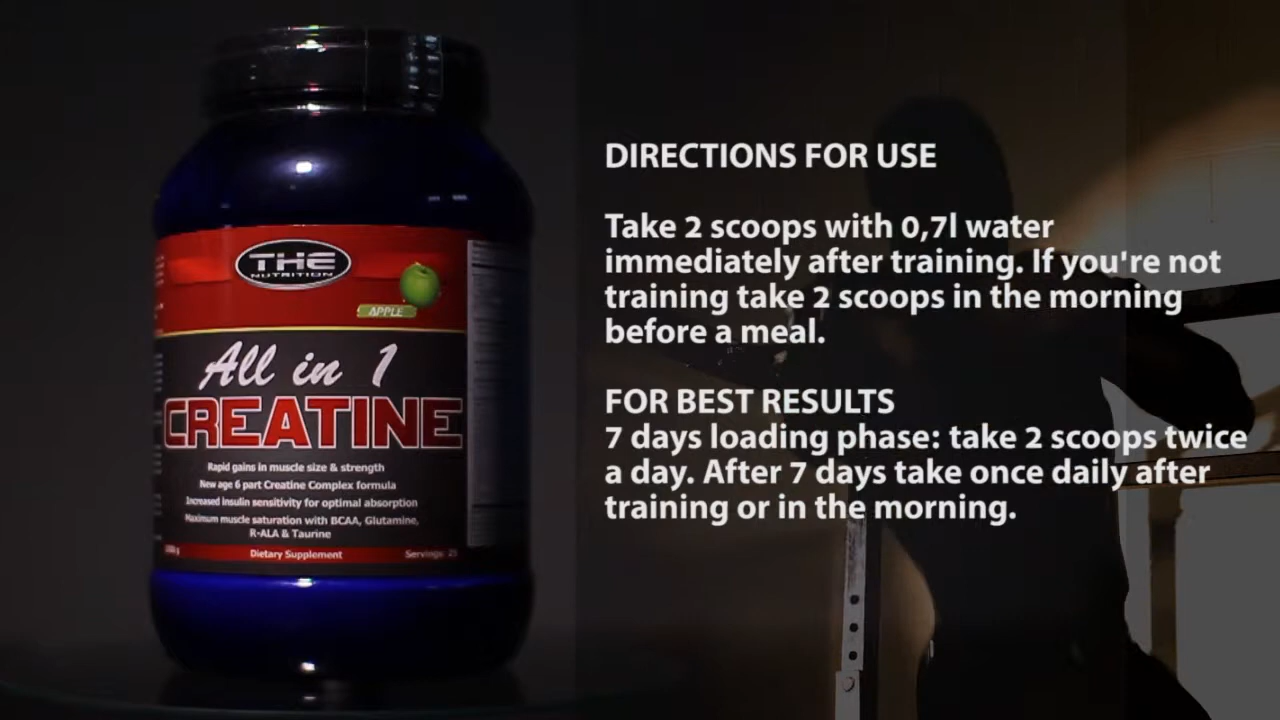 THE
NUTRITION
APPLE
All in 1
CREATINE
Rapid gains in muscle size & strength
New age 6 part Creatine Complex formula
Increased insulin sensitivity for optimal absorption
Maximum muscle saturation with BCAA, Glutamine,
R-ALA & Taurine
Dietary Supplement
Servings: 25
DIRECTIONS FOR USE
Take 2 scoops with 0,7l water
immediately after training. If you're not
training take 2 scoops in the morning
before a meal.
FOR BEST RESULTS
7 days loading phase: take 2 scoops twice
a day. After 7 days take once daily after
training or in the morning.